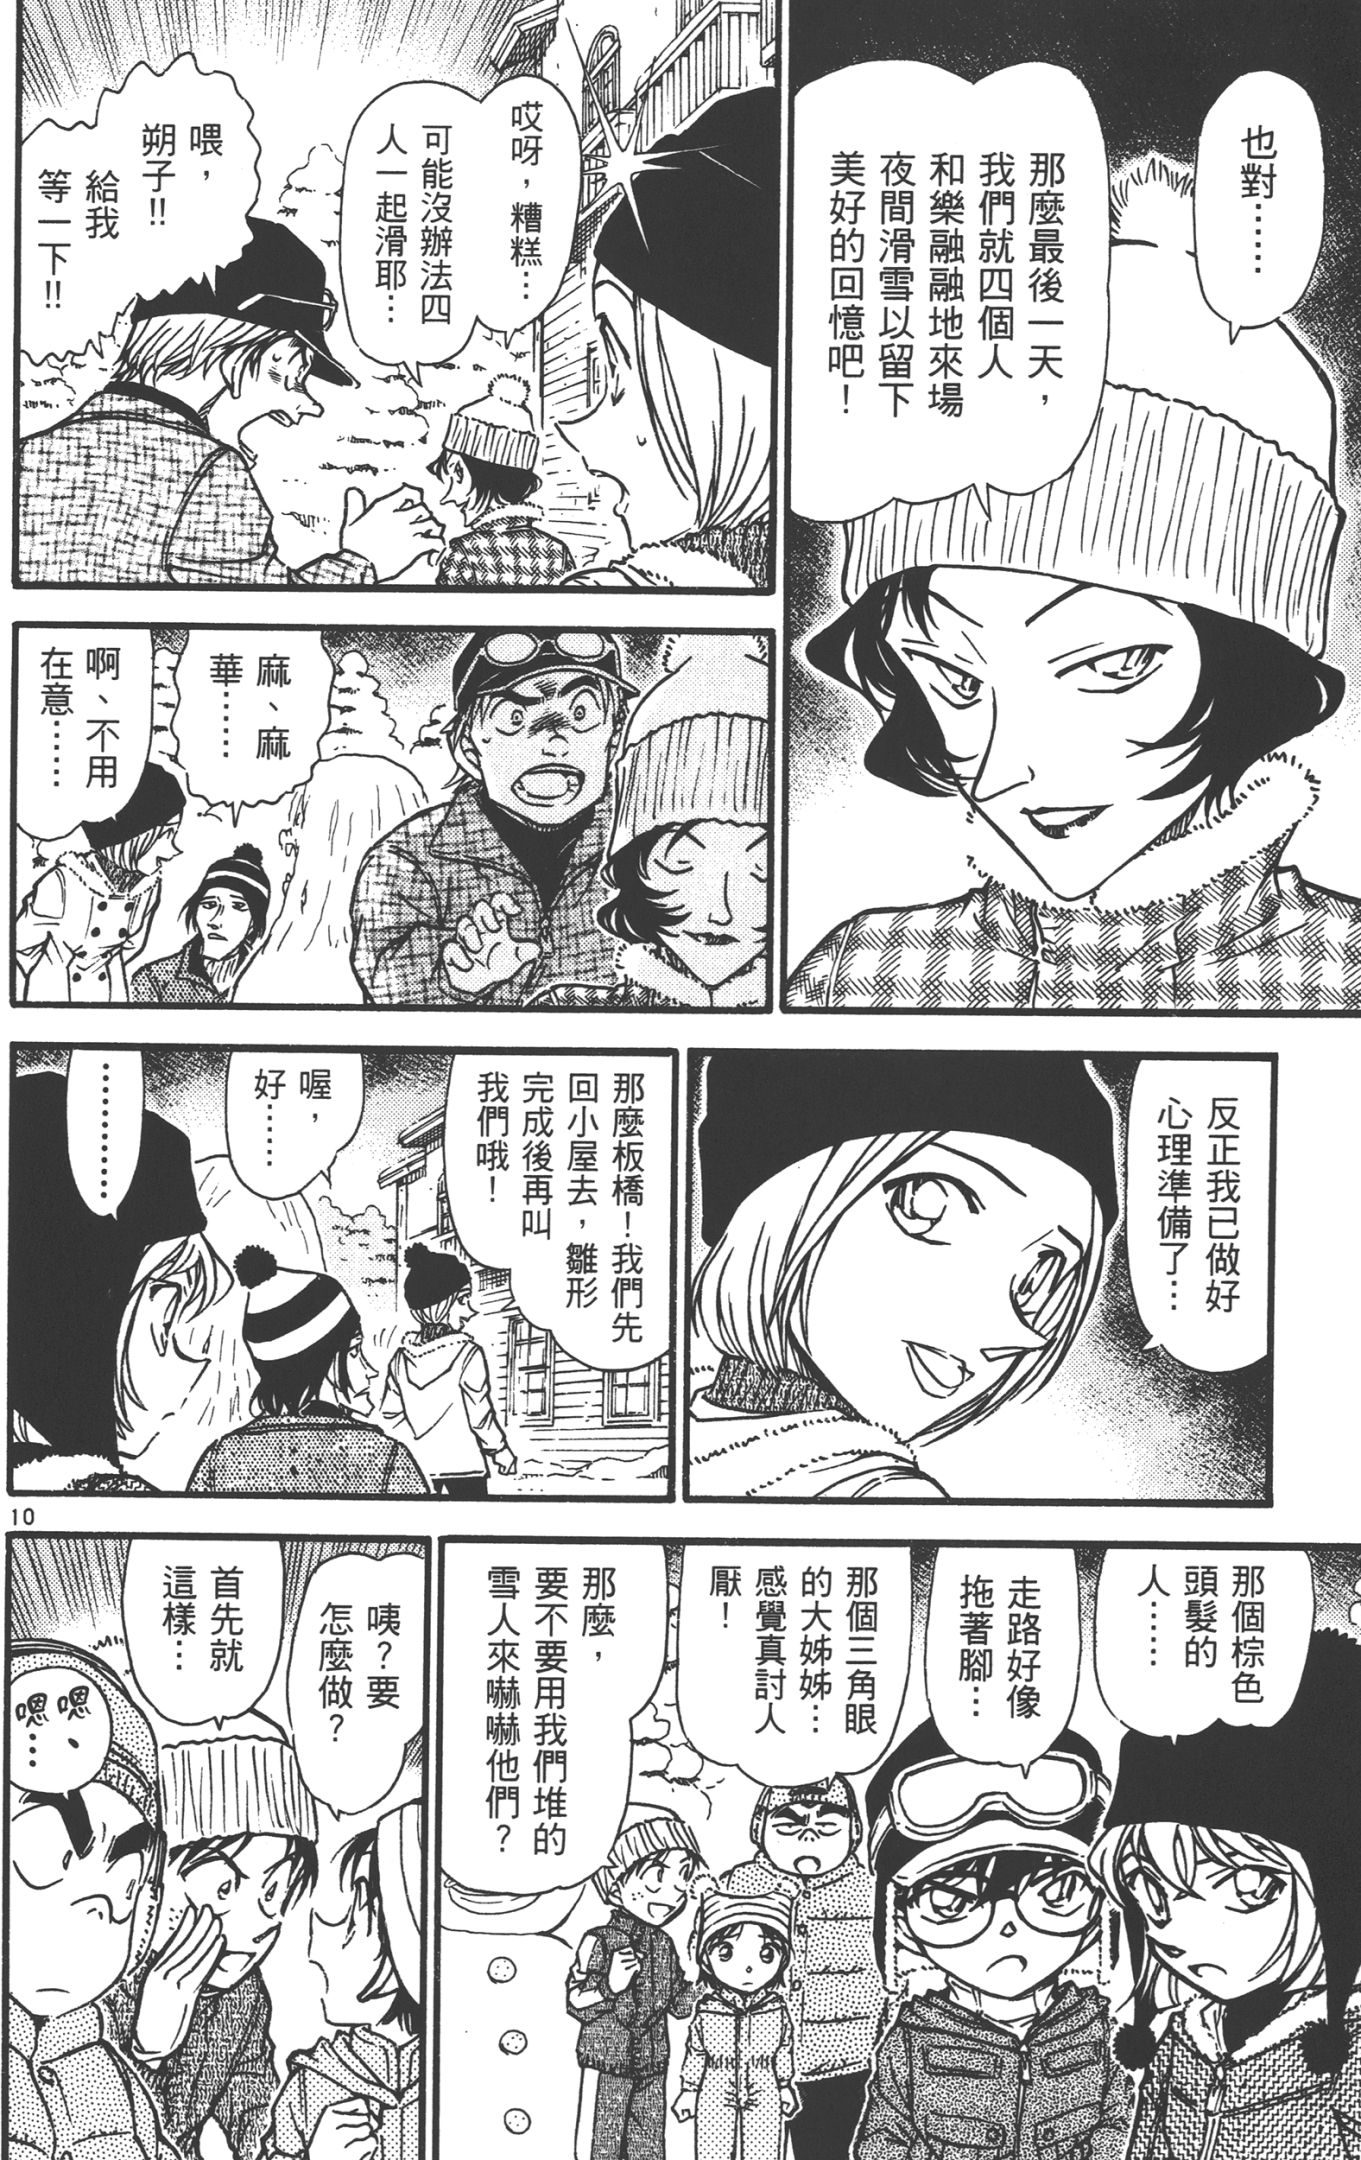 也對……
那麼最後一天，
我們就四個人
和樂融融地來場
夜間滑雪以留下
美好的回憶吧！
哎呀，糟糕…
可能沒辦法四
人一起滑耶…
喂，
朔子!!
給我
等一下!!
麻、麻
華……
啊、不用
在意……
反正我已做好
心理準備了…
那麼板橋！我們先
回小屋去，雛形
完成後再叫
我們哦！
喔，
好……
………
那個棕色
頭髮的
人……
走路好像
拖著腳…
那個三角眼
的大姊姊…
感覺真討人
厭！
那麼，
要不要用我們堆的
雪人來嚇嚇他們？
咦？要
怎麼做？
首先就
這樣…
嗯、
嗯…
10